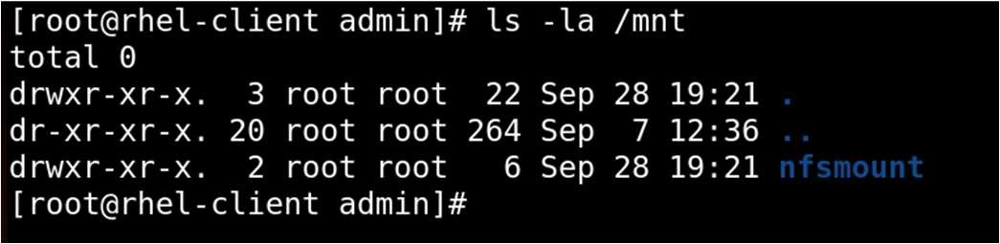 [root@rhel-client admin]# ls -la /mnt
total 0
drwxr-xr-x.  3 root root  22 Sep 28 19:21 .
dr-xr-xr-x. 20 root root 264 Sep  7 12:36 ..
drwxr-xr-x.  2 root root   6 Sep 28 19:21 nfsmount
[root@rhel-client admin]#